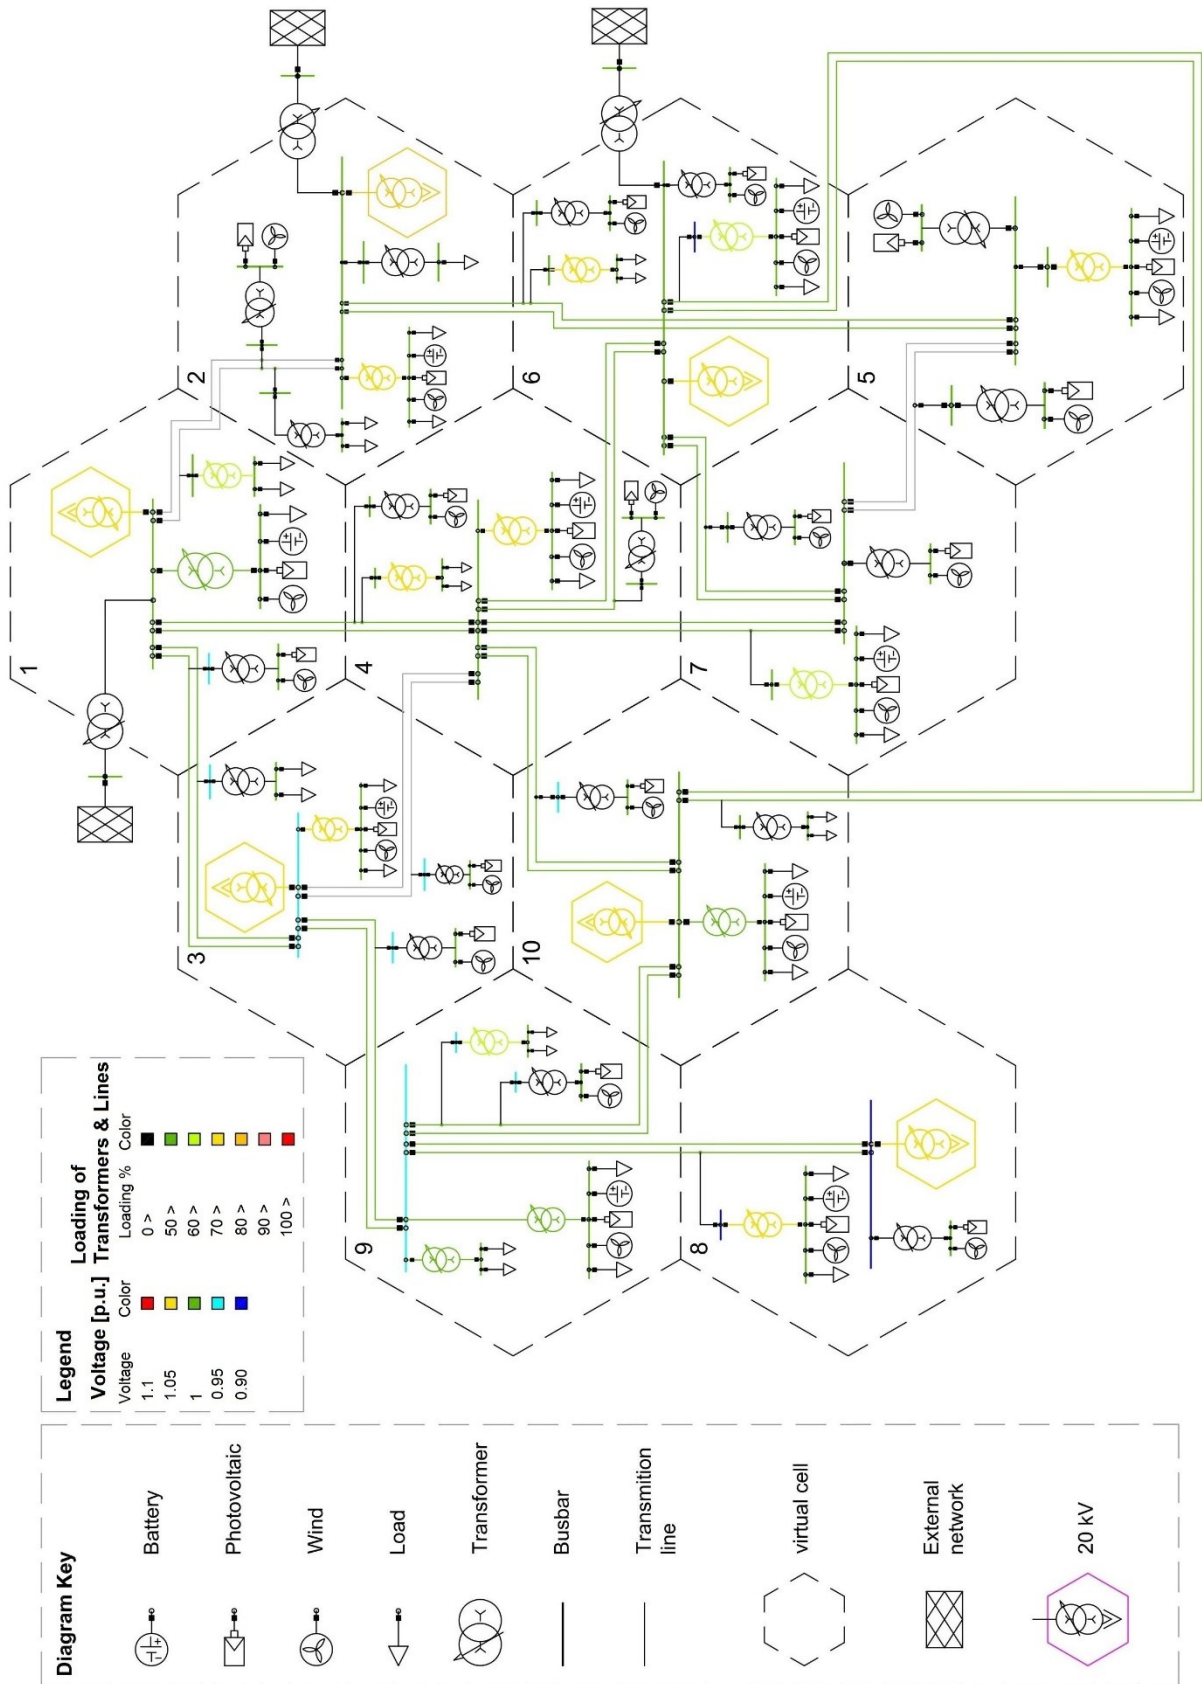 Diagram Key
Battery
Photovoltaic
Wind
Load
Transformer
Busbar
Transmition
line
virtual cell
External
network
20 kV
Legend
Voltage [p.u.]
Voltage Color
1.1
1.05
1
0.95
0.90
Loading of
Transformers & Lines
Loading % Color
0 >
50 >
60 >
70 >
80 >
90 >
100 >
1
2
3
4
5
6
7
8
9
10